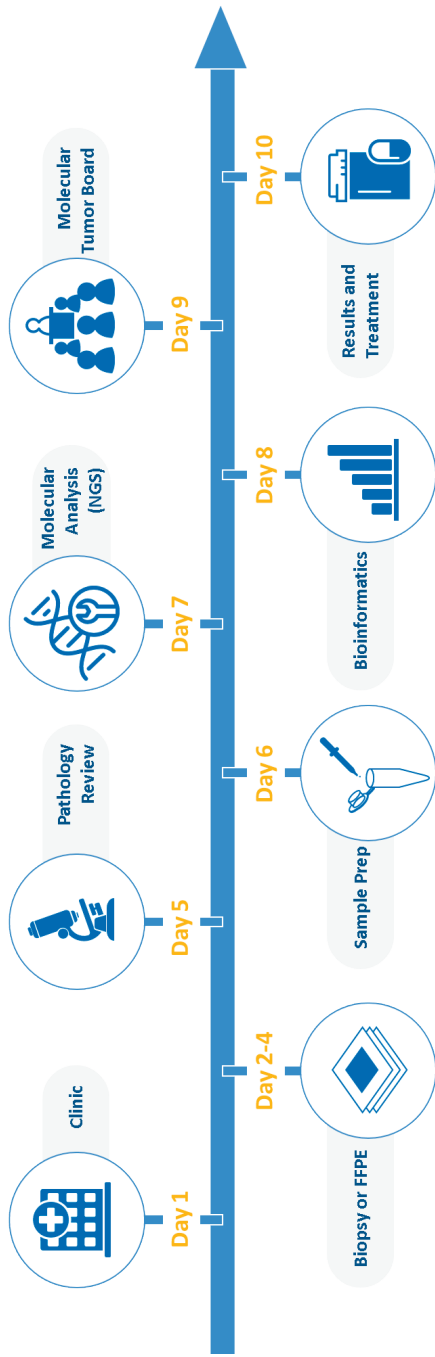 Clinic
Day 1
Day 2-4
Biopsy or FFPE
Pathology
Review
Day 5
Day 6
Sample Prep
Molecular
Analysis
(NGS)
Day 7
Day 8
Bioinformatics
Molecular
Tumor Board
Day 9
Day 10
Results and
Treatment